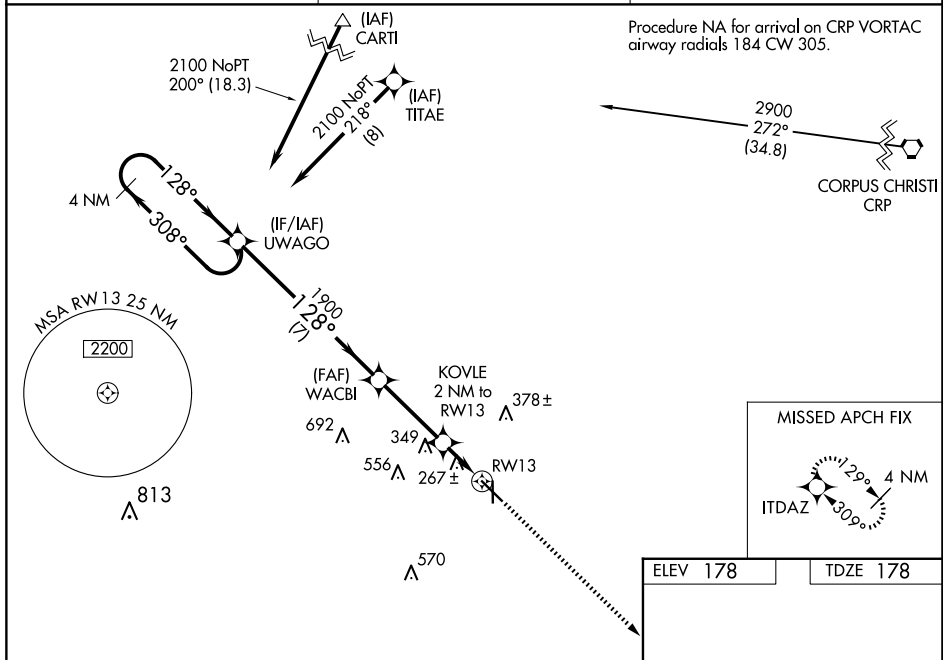 (IAF)
CARTI
Procedure NA for arrival on CRP VORTAC
airway radials 184 CW 305.
2100 NoPT
200° (18.3)
(IAF)
TITAE
2100 NoPT
218°
(8)
2900
272°
(34.8)
CORPUS CHRISTI
CRP
4 NM
128°
308°
(IF/IAF)
UWAGO
1900
128°
(7)
MSA RW13 25 NM
2200
(FAF)
WACBI
KOVLE
2 NM to
RW13
378±
692
349
556
267±
RW13
813
570
MISSED APCH FIX
ITDAZ
129°
309°
4 NM
ELEV 178
TDZE 178